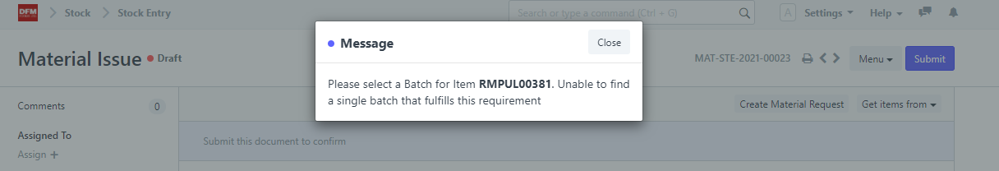 DFM
Stock
Stock Entry
Search or type a command (Ctrl + G)
A
Settings
Help
Message
Close
Material Issue
Draft
MAT-STE-2021-00023
Menu
Submit
Please select a Batch for Item RMPUL00381. Unable to find
a single batch that fulfills this requirement
Comments
0
Create Material Request
Get items from
Assigned To
Assign +
Submit this document to confirm